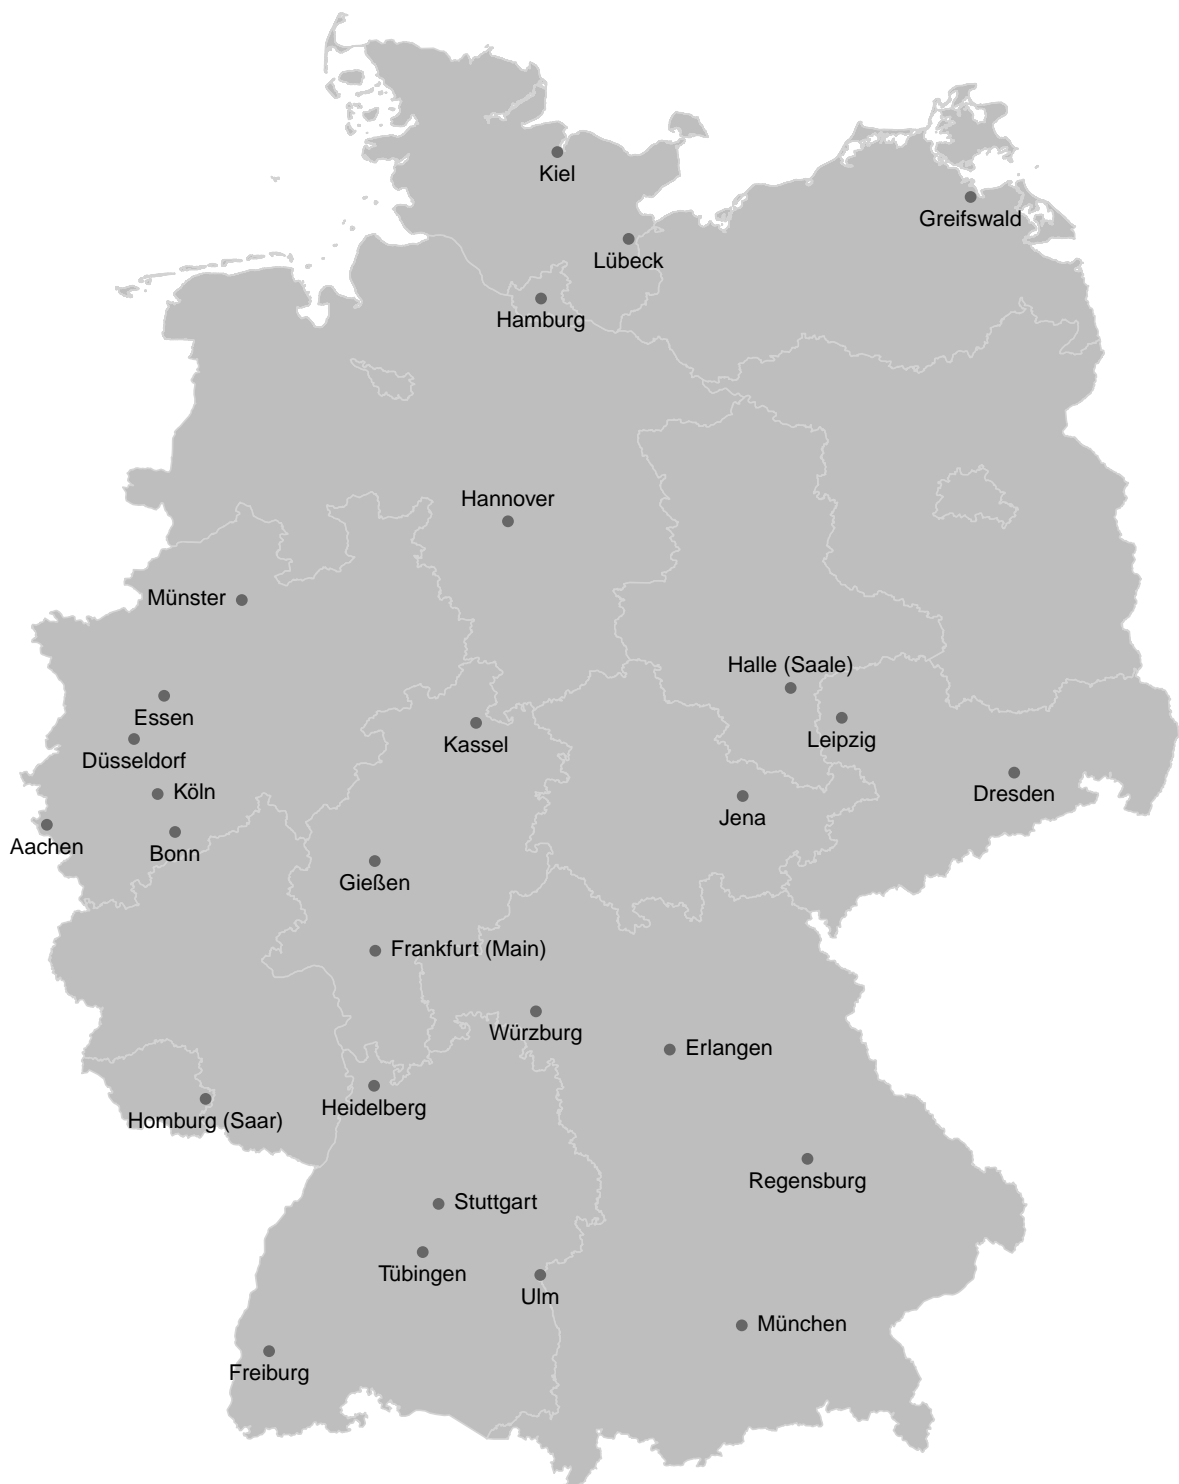 Kiel
Greifswald
Lübeck
Hamburg
Hannover
Münster
Halle (Saale)
Essen
Leipzig
Kassel
Düsseldorf
Dresden
Köln
Jena
Aachen
Bonn
Gießen
Frankfurt (Main)
Würzburg
Erlangen
Heidelberg
Homburg (Saar)
Regensburg
Stuttgart
Tübingen
Ulm
München
Freiburg